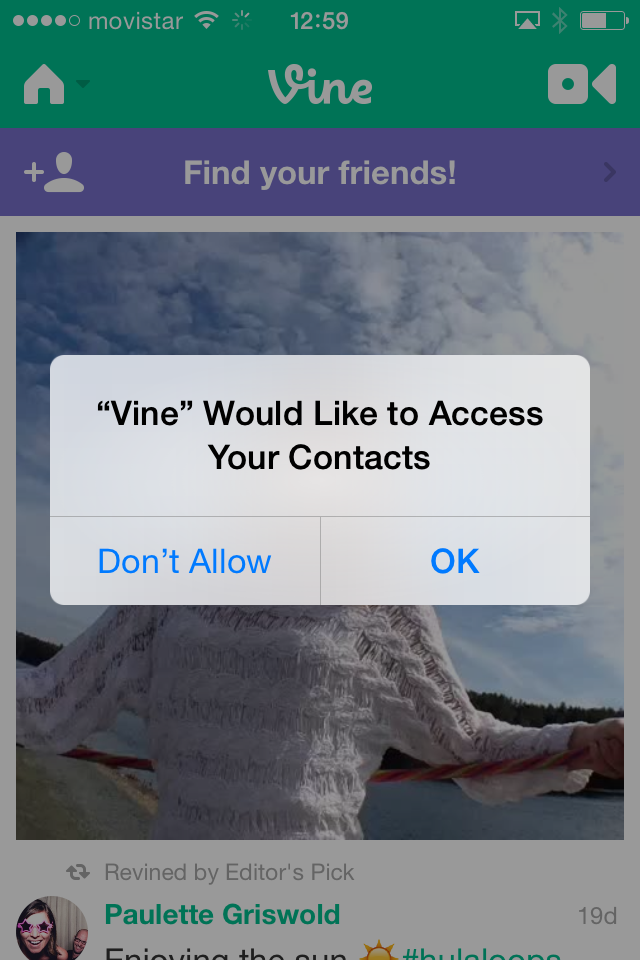 movistar 12:59
Vine
Find your friends!
“Vine” Would Like to Access
Your Contacts
Don’t Allow OK
Revined by Editor's Pick
Paulette Griswold 19d
Enjoying the sun #hulaloops